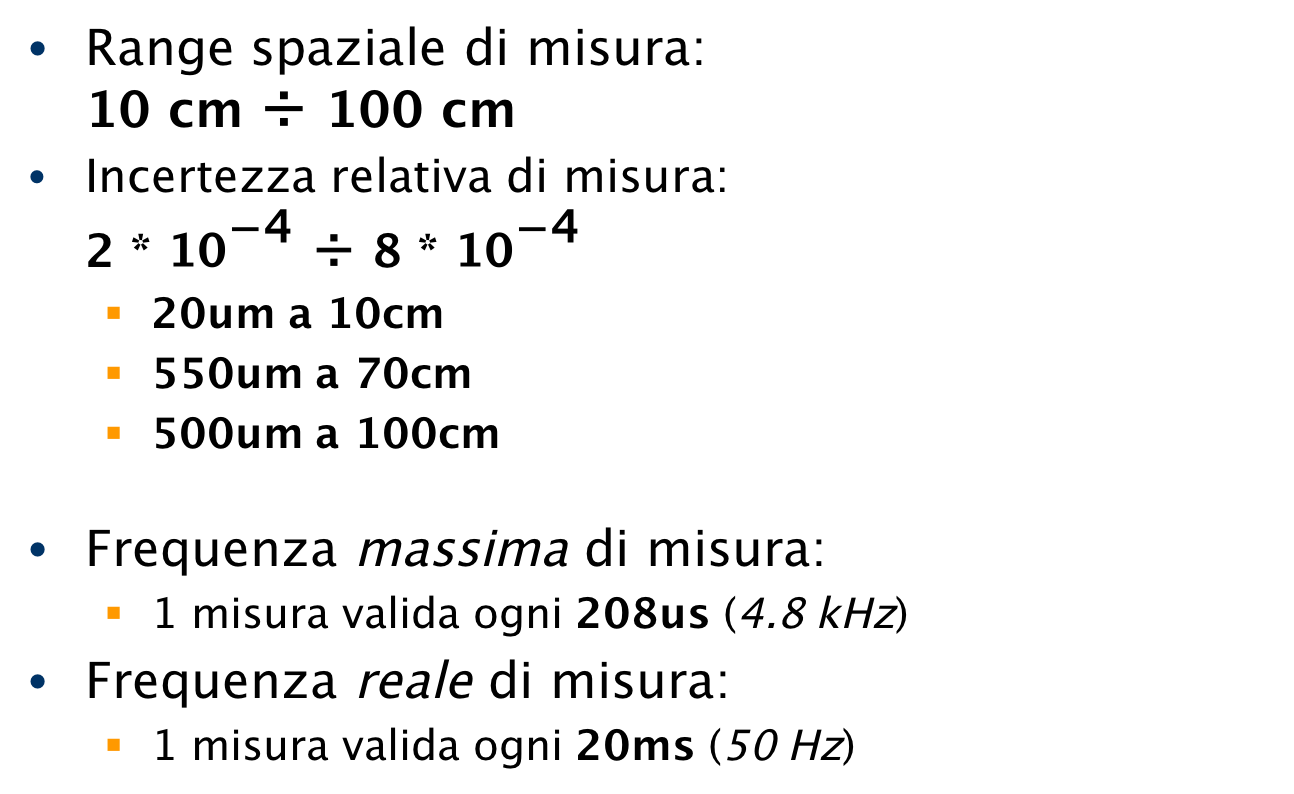 • Range spaziale di misura:
10 cm ÷ 100 cm
• Incertezza relativa di misura:
2 * 10⁻⁴ ÷ 8 * 10⁻⁴
▪ 20um a 10cm
▪ 550um a 70cm
▪ 500um a 100cm
• Frequenza massima di misura:
▪ 1 misura valida ogni 208us (4.8 kHz)
• Frequenza reale di misura:
▪ 1 misura valida ogni 20ms (50 Hz)